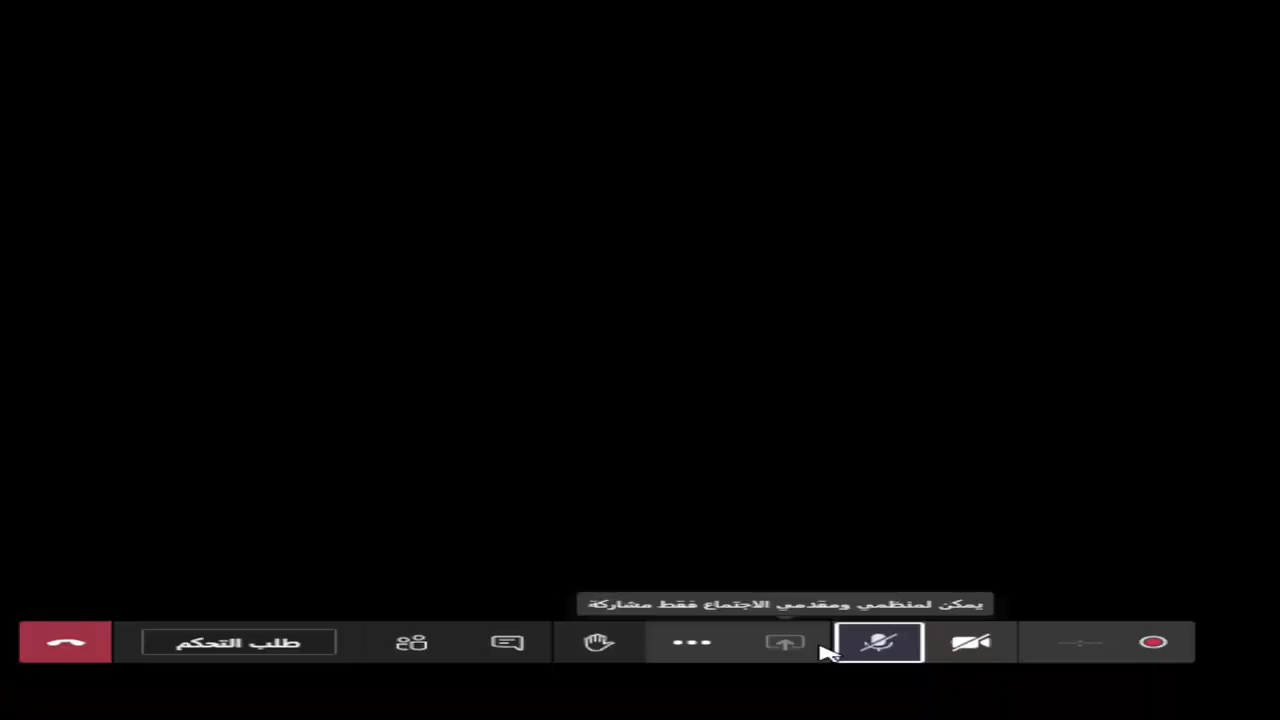 يمكن لمنظمي ومقدمي الاجتماع فقط مشاركة
طلب التحكم